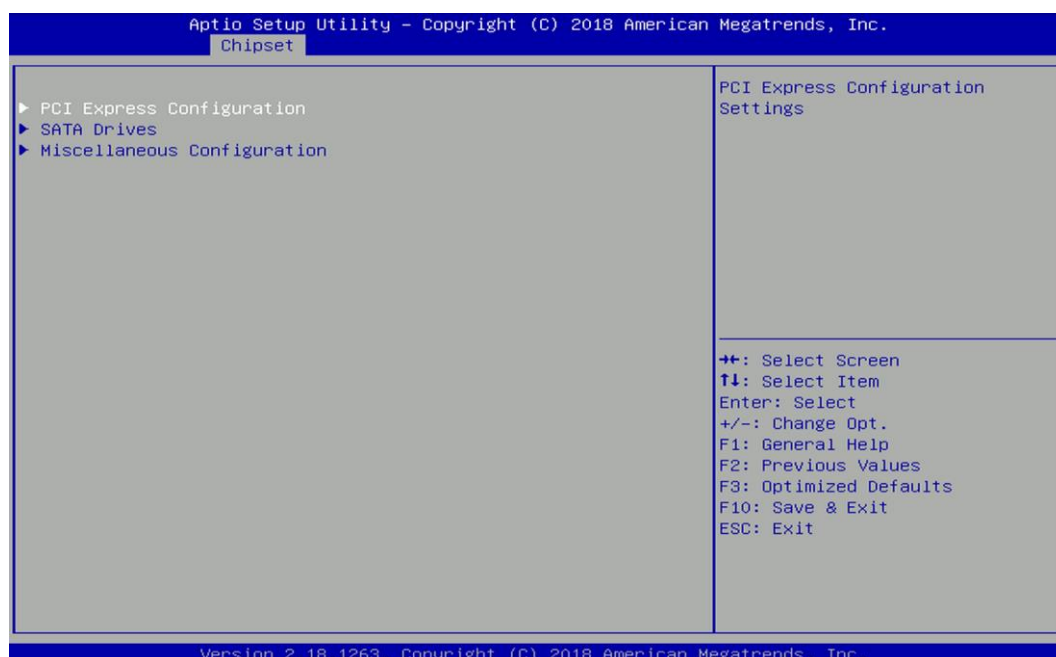 Aptio Setup Utility – Copyright (C) 2018 American Megatrends, Inc.
Chipset
▶ PCI Express Configuration
▶ SATA Drives
▶ Miscellaneous Configuration
PCI Express Configuration
Settings
→←: Select Screen
↑↓: Select Item
Enter: Select
+/-: Change Opt.
F1: General Help
F2: Previous Values
F3: Optimized Defaults
F10: Save & Exit
ESC: Exit
Version 2.18.1263. Copyright (C) 2018 American Megatrends, Inc.